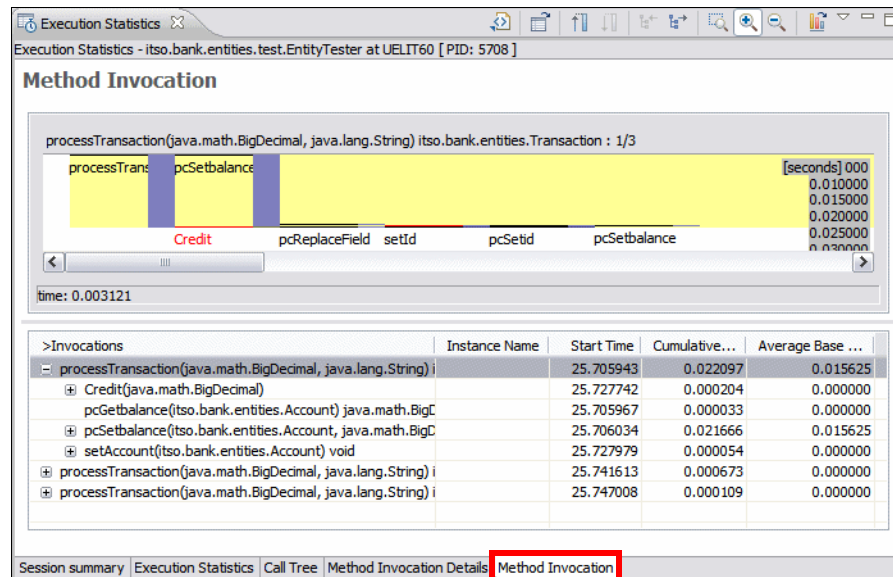 Execution Statistics
Execution Statistics - itso.bank.entities.test.EntityTester at UELIT60 [ PID: 5708 ]
Method Invocation
processTransaction(java.math.BigDecimal, java.lang.String) itso.bank.entities.Transaction : 1/3
processTrans pcSetbalance [seconds] 000
0.010000
0.015000
0.020000
Credit pcReplaceField setId pcSetid pcSetbalance 0.025000
0.030000
time: 0.003121
>Invocations Instance Name Start Time Cumulative... Average Base ...
processTransaction(java.math.BigDecimal, java.lang.String) i 25.705943 0.022097 0.015625
Credit(java.math.BigDecimal) 25.727742 0.000204 0.000000
pcGetbalance(itso.bank.entities.Account) java.math.BigD 25.705967 0.000033 0.000000
pcSetbalance(itso.bank.entities.Account, java.math.BigD 25.706034 0.021666 0.015625
setAccount(itso.bank.entities.Account) void 25.727979 0.000054 0.000000
processTransaction(java.math.BigDecimal, java.lang.String) i 25.741613 0.000673 0.000000
processTransaction(java.math.BigDecimal, java.lang.String) i 25.747008 0.000109 0.000000
Session summary Execution Statistics Call Tree Method Invocation Details Method Invocation